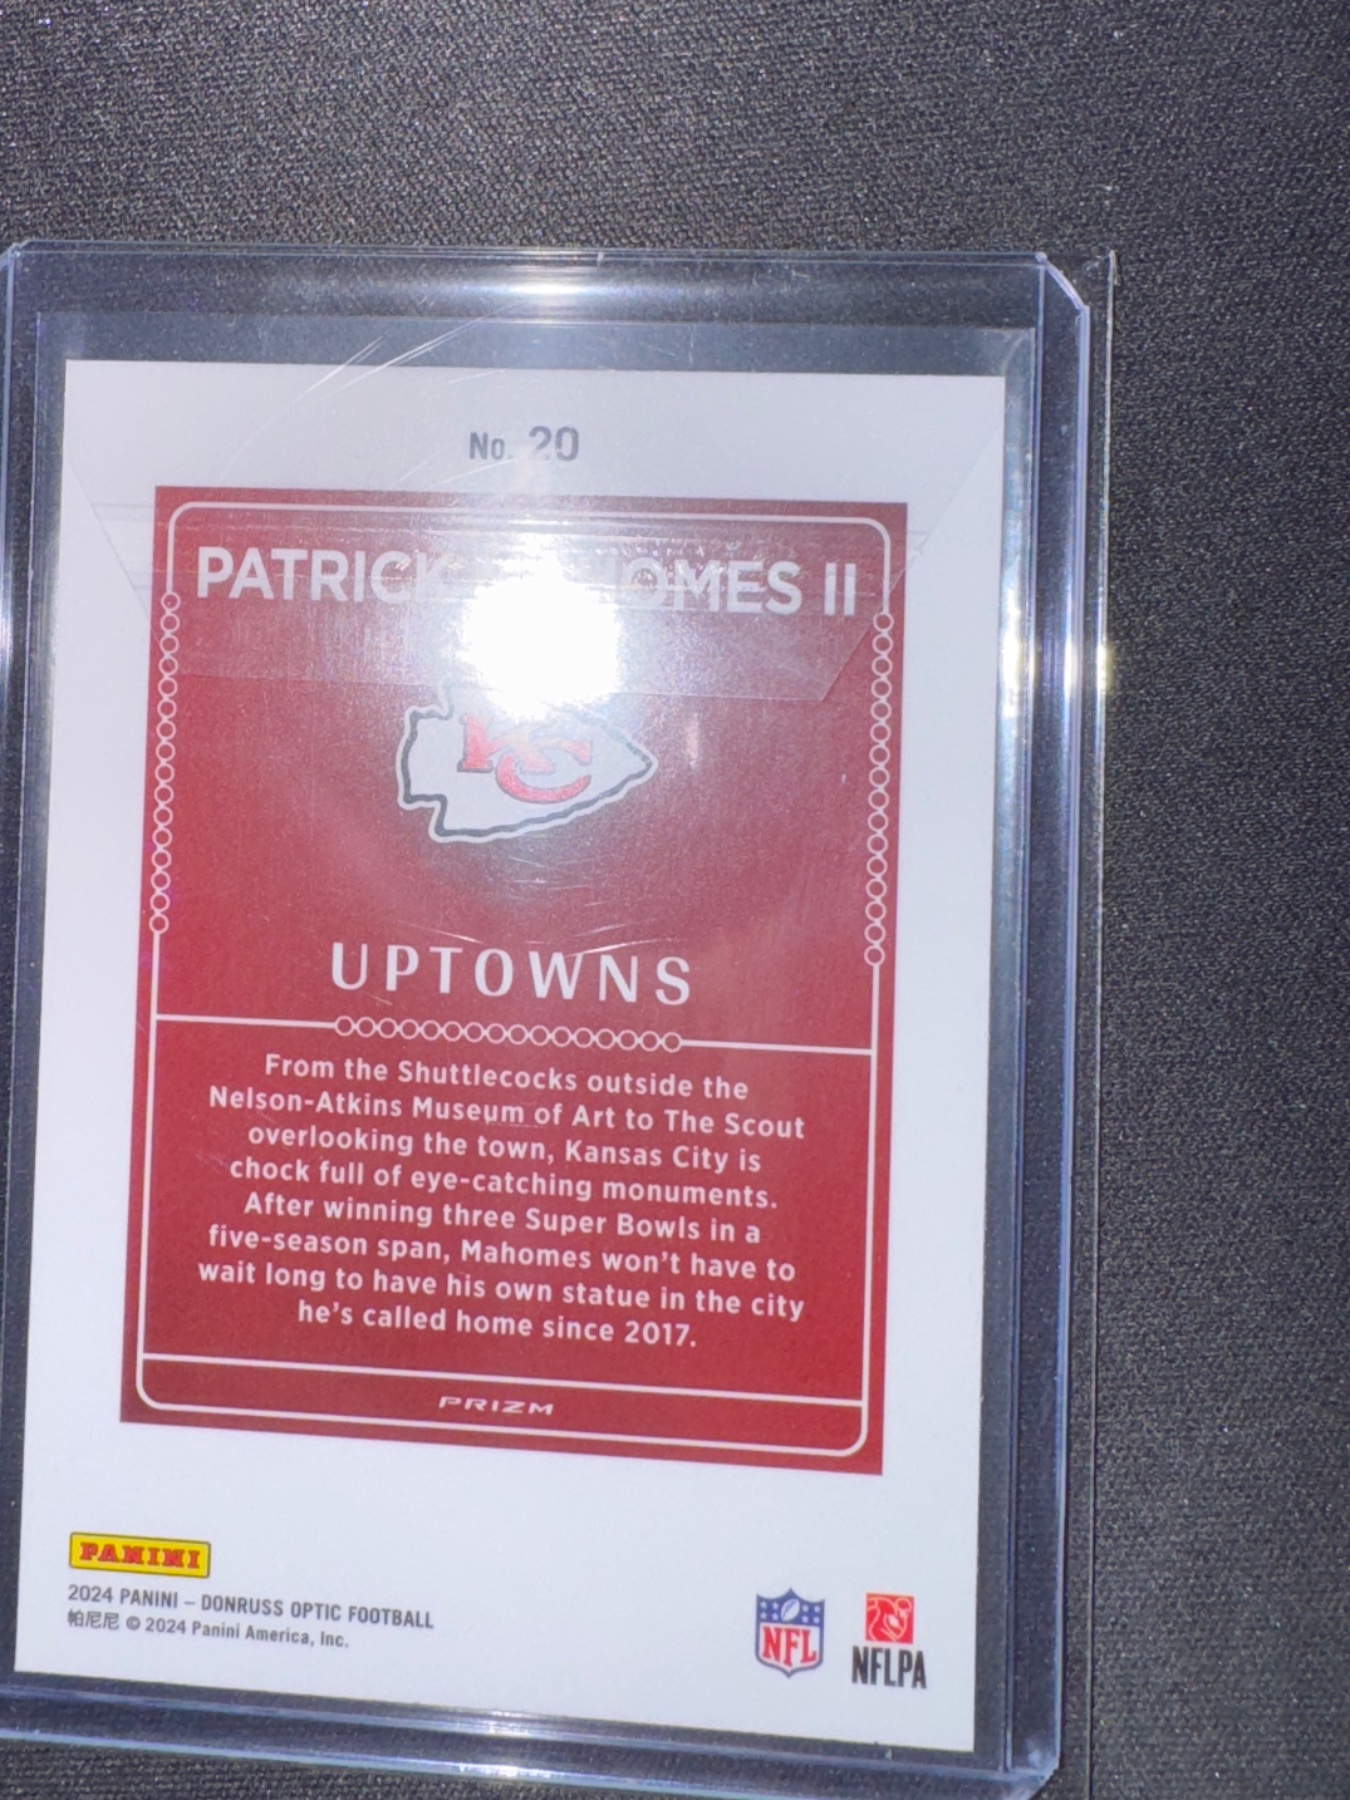 No. 20
PATRICK MAHOMES II
KC
UPTOWNS
From the Shuttlecocks outside the
Nelson-Atkins Museum of Art to The Scout
overlooking the town, Kansas City is
chock full of eye-catching monuments.
After winning three Super Bowls in a
five-season span, Mahomes won't have to
wait long to have his own statue in the city
he's called home since 2017.
PRIZM
PANINI
2024 PANINI – DONRUSS OPTIC FOOTBALL
帕尼尼 © 2024 Panini America, Inc.
NFL
NFLPA